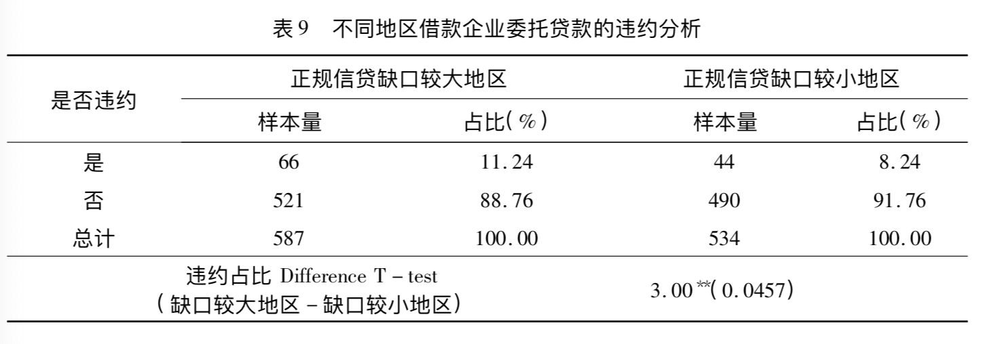 表 9 不同地区借款企业委托贷款的违约分析
是否违约 正规信贷缺口较大地区 正规信贷缺口较小地区
样本量 占比( % ) 样本量 占比( % )
是 66 11.24 44 8.24
否 521 88.76 490 91.76
总计 587 100.00 534 100.00
违约占比 Difference T – test
( 缺口较大地区 – 缺口较小地区) 3.00**( 0.0457)